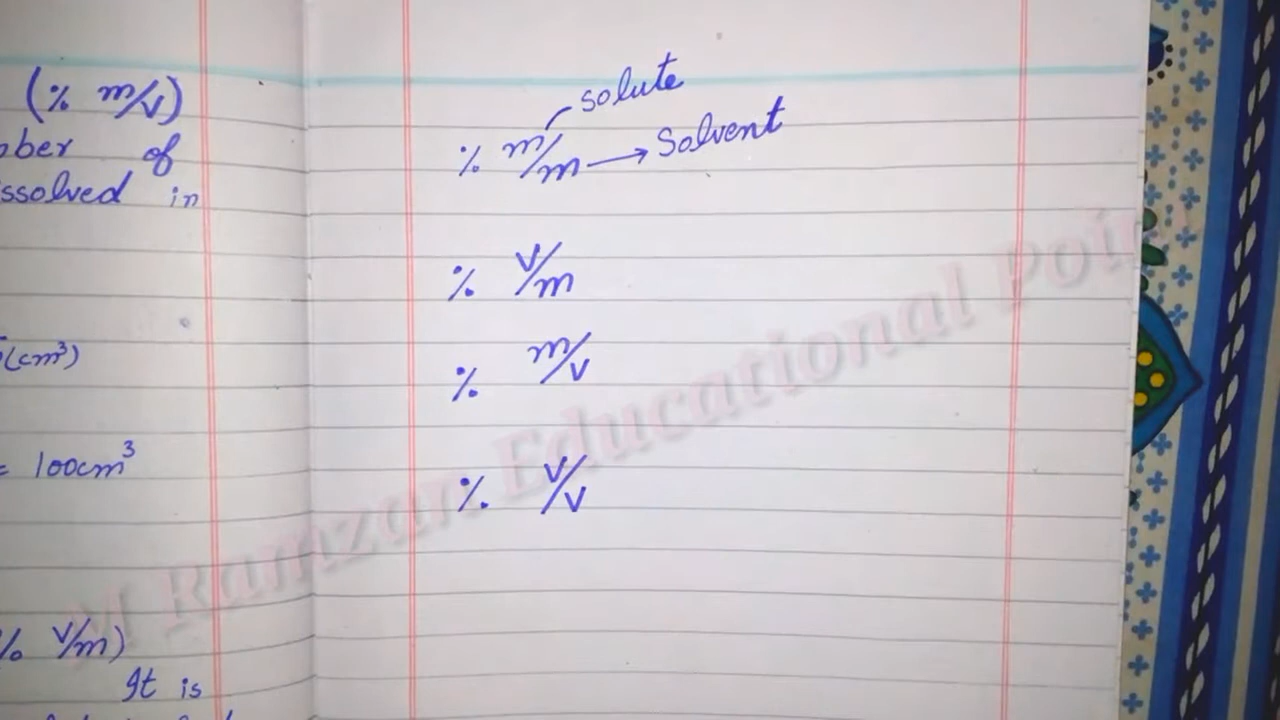 (% m/v)
ber of
ssolved in
(cm³)
= 100cm³
% v/m)
It is
solute
% m/m → Solvent
% v/m
% m/v
% v/v
M Ramzan Educational Point